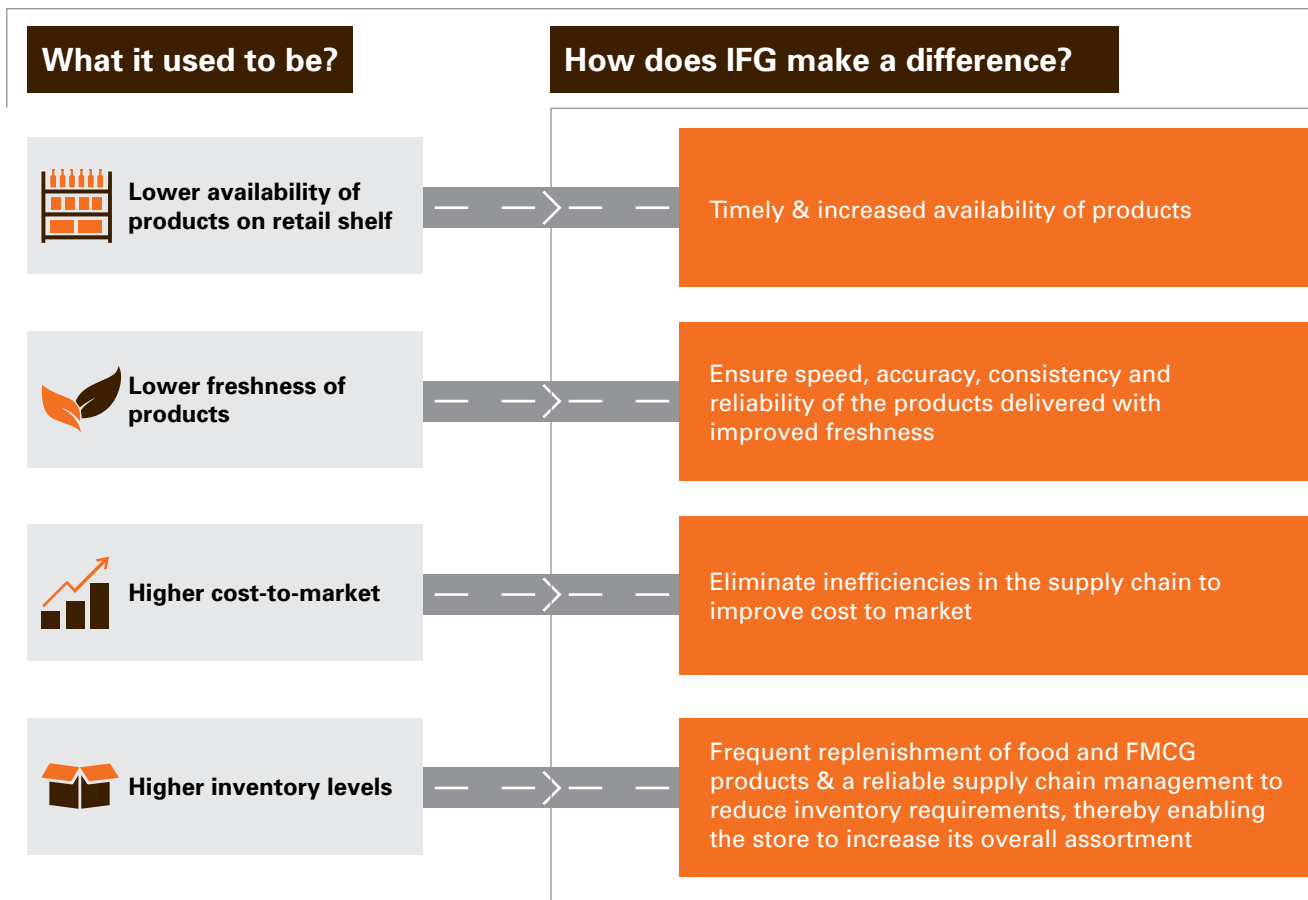 What it used to be?
How does IFG make a difference?
Lower availability of
products on retail shelf
Timely & increased availability of products
Lower freshness of
products
Ensure speed, accuracy, consistency and
reliability of the products delivered with
improved freshness
Higher cost-to-market
Eliminate inefficiencies in the supply chain to
improve cost to market
Higher inventory levels
Frequent replenishment of food and FMCG
products & a reliable supply chain management to
reduce inventory requirements, thereby enabling
the store to increase its overall assortment